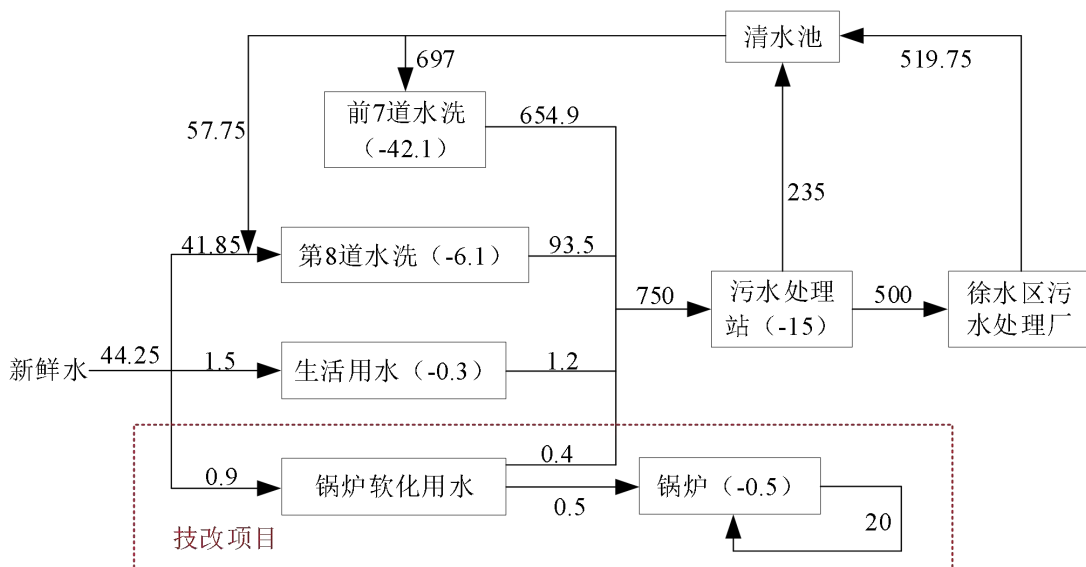 清水池
697
519.75
前7道水洗
（-42.1）
654.9
57.75
235
41.85
第8道水洗（-6.1）
93.5
750
污水处理
站（-15）
500
徐水区污
水处理厂
新鲜水
44.25
1.5
生活用水（-0.3）
1.2
0.9
锅炉软化用水
0.4
0.5
锅炉（-0.5）
20
技改项目